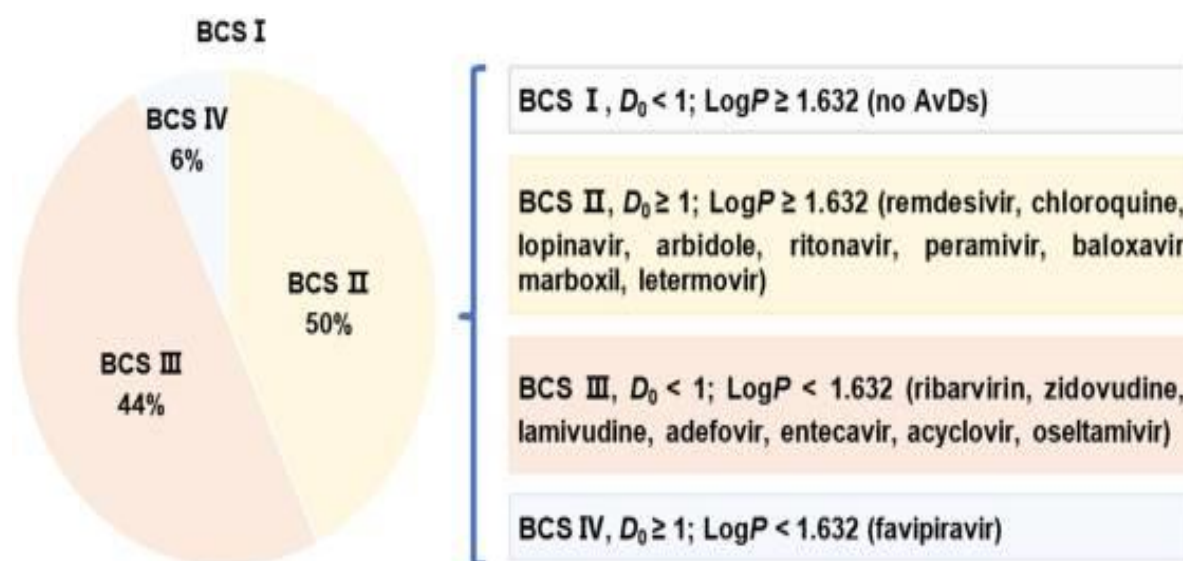 BCS Ⅰ
BCS Ⅳ
6%
BCS Ⅱ
50%
BCS Ⅲ
44%
BCS Ⅰ, D₀ < 1; LogP ≥ 1.632 (no AvDs)
BCS Ⅱ, D₀ ≥ 1; LogP ≥ 1.632 (remdesivir, chloroquine,
lopinavir, arbidole, ritonavir, peramivir, baloxavir
marboxil, letermovir)
BCS Ⅲ, D₀ < 1; LogP < 1.632 (ribarvirin, zidovudine,
lamivudine, adefovir, entecavir, acyclovir, oseltamivir)
BCS Ⅳ, D₀ ≥ 1; LogP < 1.632 (favipiravir)